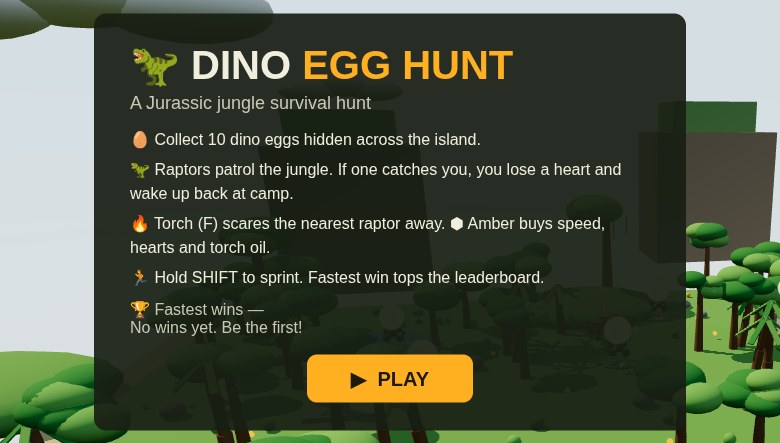 🦖 DINO EGG HUNT
A Jurassic jungle survival hunt
🥚 Collect 10 dino eggs hidden across the island.
🦖 Raptors patrol the jungle. If one catches you, you lose a heart and
wake up back at camp.
🔥 Torch (F) scares the nearest raptor away. ⬢ Amber buys speed,
hearts and torch oil.
🏃 Hold SHIFT to sprint. Fastest win tops the leaderboard.
🏆 Fastest wins —
No wins yet. Be the first!
▶ PLAY